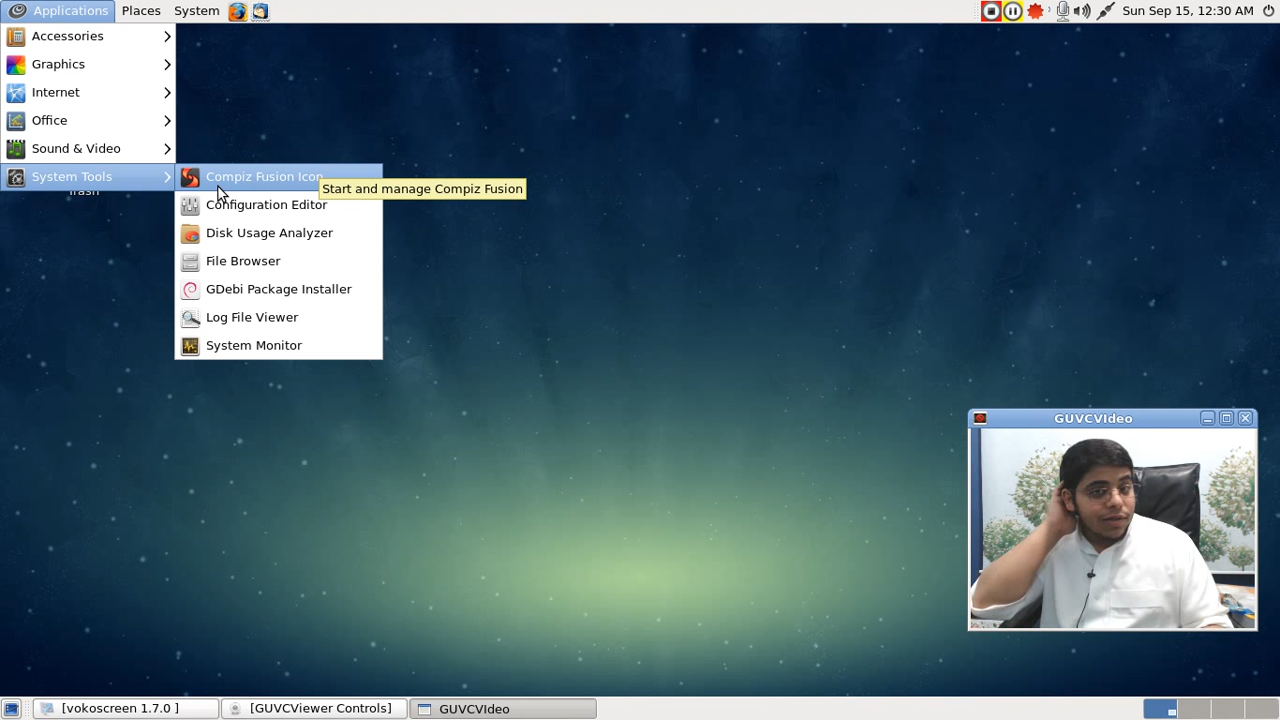 Applications Places System
Sun Sep 15, 12:30 AM
Accessories
Graphics
Internet
Office
Sound & Video
System Tools
Trash
Compiz Fusion Icon
Start and manage Compiz Fusion
Configuration Editor
Disk Usage Analyzer
File Browser
GDebi Package Installer
Log File Viewer
System Monitor
GUVCVIdeo
[vokoscreen 1.7.0 ] [GUVCViewer Controls] GUVCVIdeo